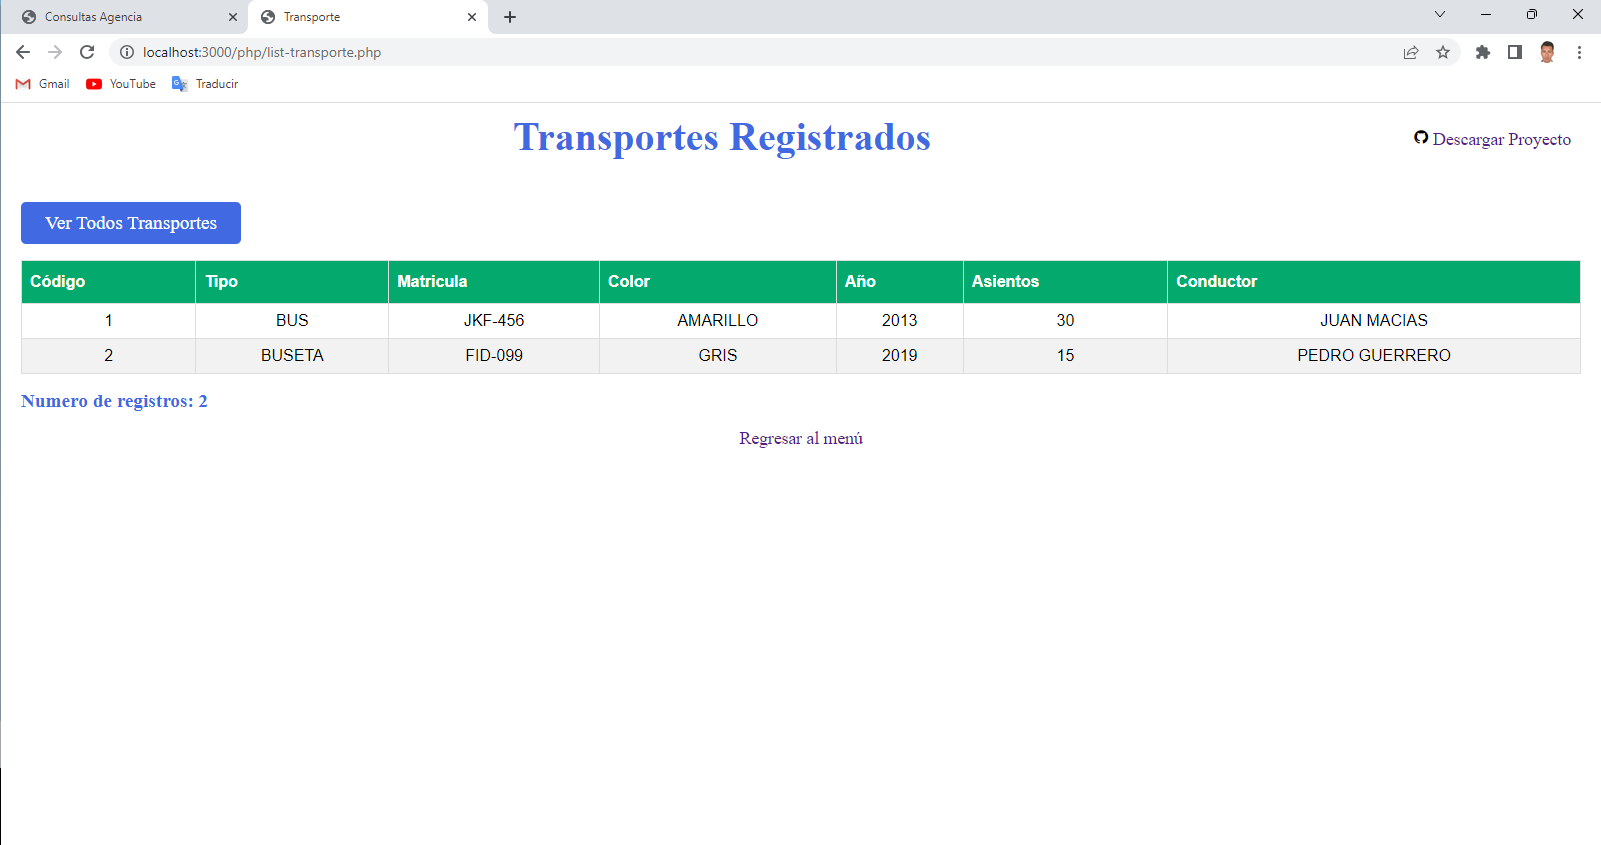 Consultas Agencia
Transporte
localhost:3000/php/list-transporte.php
Gmail YouTube Traducir
Transportes Registrados
Descargar Proyecto
Ver Todos Transportes
Código Tipo Matricula Color Año Asientos Conductor
1 BUS JKF-456 AMARILLO 2013 30 JUAN MACIAS
2 BUSETA FID-099 GRIS 2019 15 PEDRO GUERRERO
Numero de registros: 2
Regresar al menú